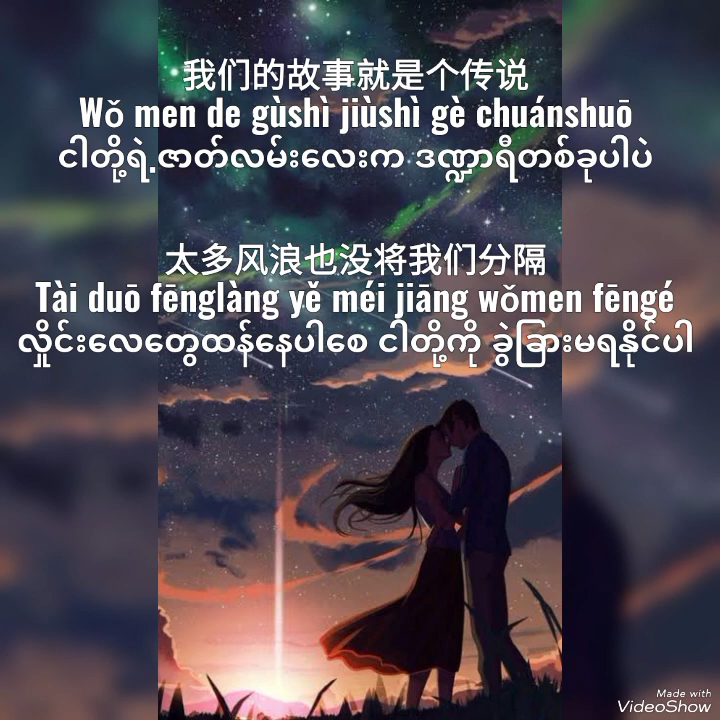 我们的故事就是个传说
Wǒ men de gùshì jiùshì gè chuánshuō
ငါတို့ရဲ့ဇာတ်လမ်းလေးက ဒဏ္ဍာရီတစ်ခုပါပဲ
太多风浪也没将我们分隔
Tài duō fēnglàng yě méi jiāng wǒmen fēngé
လှိုင်းလေတွေထန်နေပါစေ ငါတို့ကို ခွဲခြားမရနိုင်ပါ
Made with
VideoShow